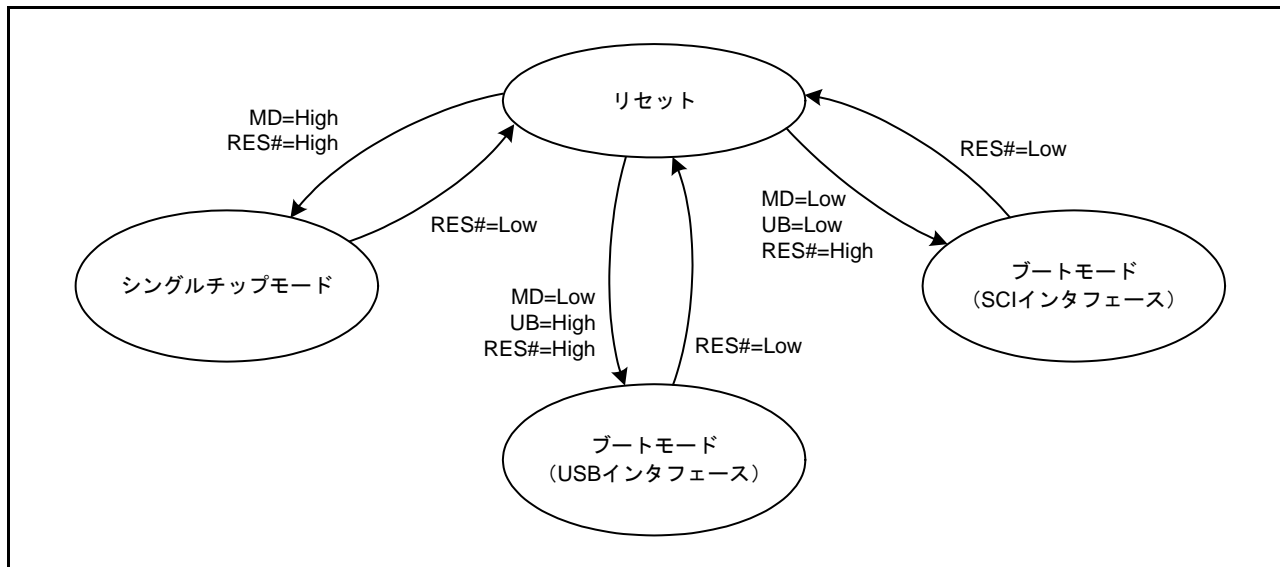 リセット
MD=High
RES#=High
RES#=Low
RES#=Low
MD=Low
UB=Low
RES#=High
シングルチップモード
ブートモード
（SCIインタフェース）
MD=Low
UB=High
RES#=High
RES#=Low
ブートモード
（USBインタフェース）